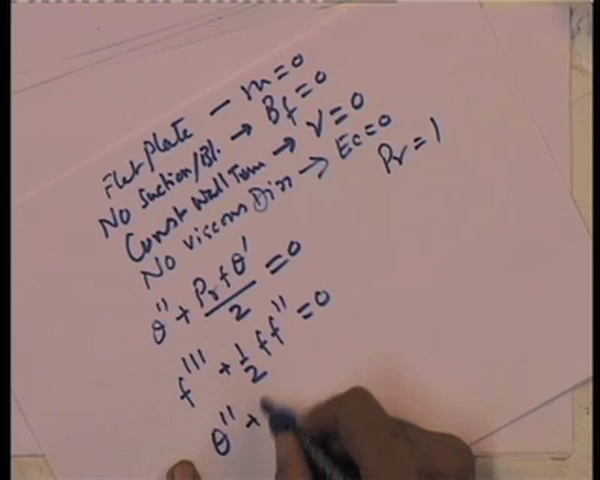 Flat plate — m=0
No Suction/Bl. → Bf=0
Const Wall Tem → γ=0
No viscous Diss → Ec=0
Pr=1
θ'' + Pr f θ' / 2 = 0
f''' + 1/2 f f'' = 0
θ'' +